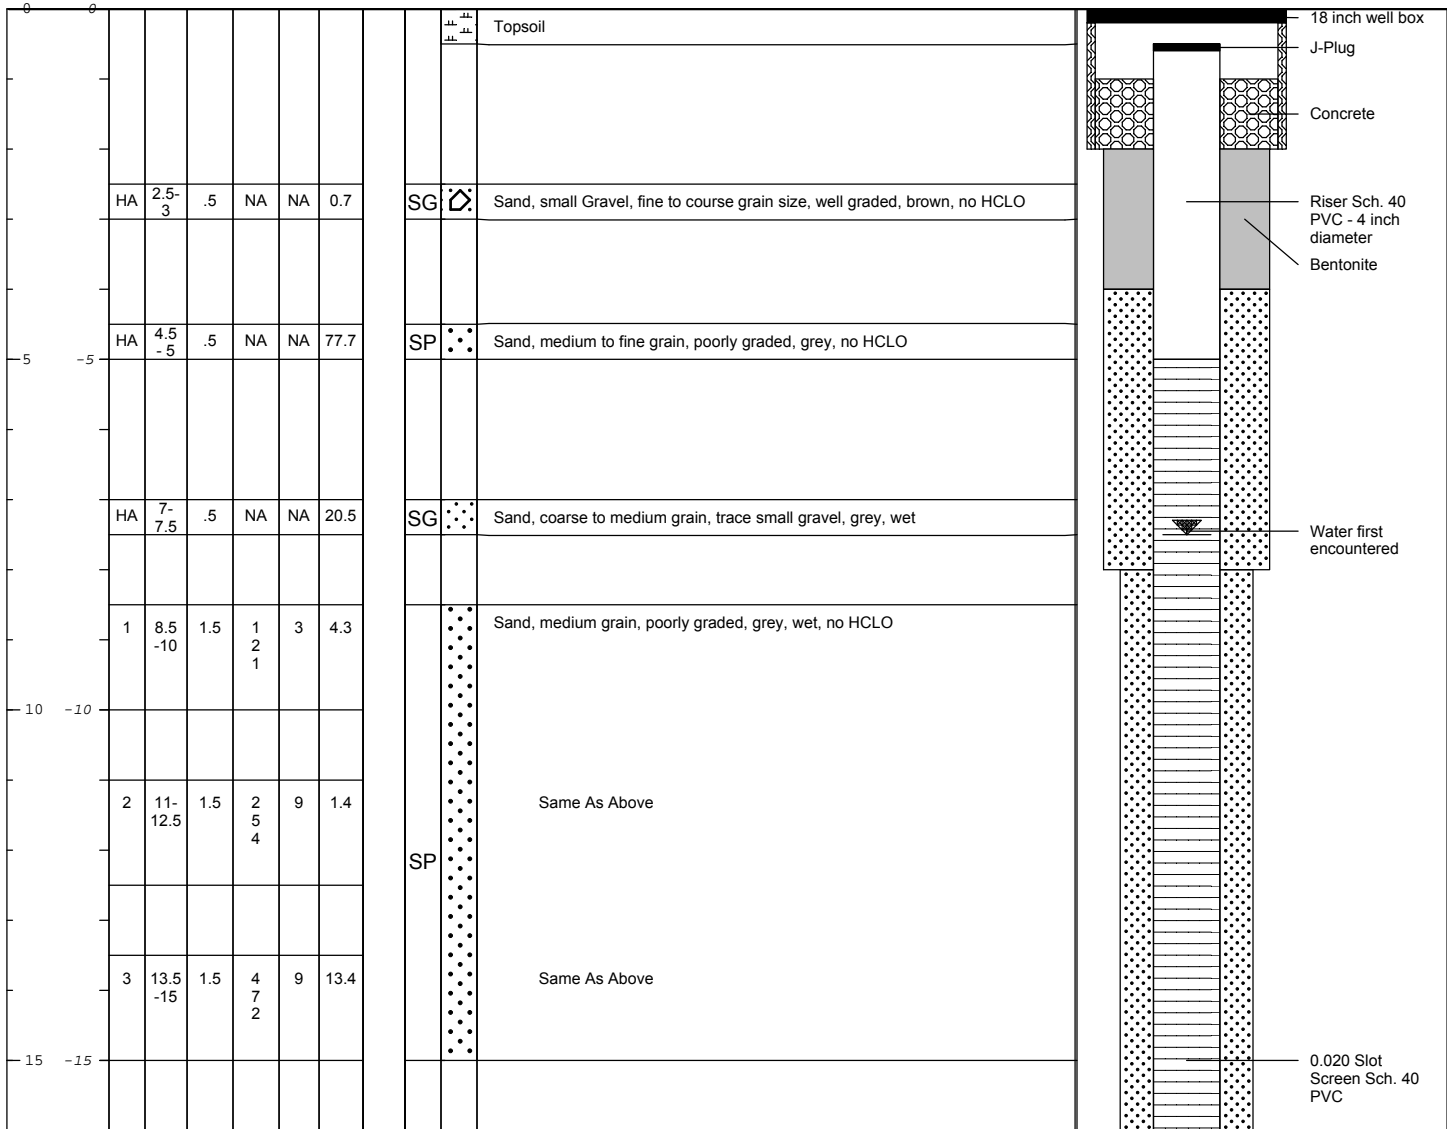 0 0
Topsoil
18 inch well box
J-Plug
Concrete
HA 2.5- .5 NA NA 0.7 SG Sand, small Gravel, fine to course grain size, well graded, brown, no HCLO
3
Riser Sch. 40
PVC - 4 inch
diameter
Bentonite
HA 4.5 .5 NA NA 77.7 SP Sand, medium to fine grain, poorly graded, grey, no HCLO
- 5
5 -5
HA 7- .5 NA NA 20.5 SG Sand, coarse to medium grain, trace small gravel, grey, wet
7.5
Water first
encountered
1 8.5 1.5 1 3 4.3 Sand, medium grain, poorly graded, grey, wet, no HCLO
-10 2
1
10 -10
2 11- 1.5 2 9 1.4 Same As Above
12.5 5
4
SP
3 13.5 1.5 4 9 13.4 Same As Above
-15 7
2
15 -15
0.020 Slot
Screen Sch. 40
PVC